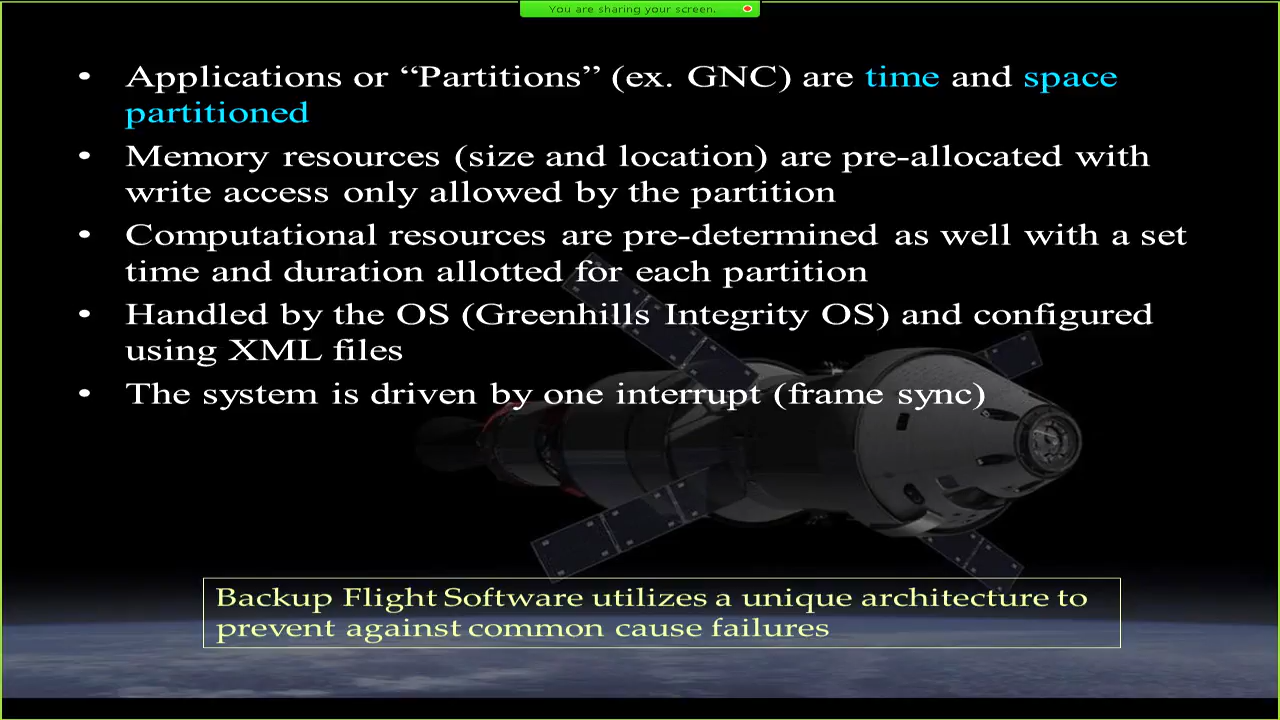 You are sharing your screen.
• Applications or “Partitions” (ex. GNC) are time and space
partitioned
• Memory resources (size and location) are pre-allocated with
write access only allowed by the partition
• Computational resources are pre-determined as well with a set
time and duration allotted for each partition
• Handled by the OS (Greenhills Integrity OS) and configured
using XML files
• The system is driven by one interrupt (frame sync)
Backup Flight Software utilizes a unique architecture to
prevent against common cause failures